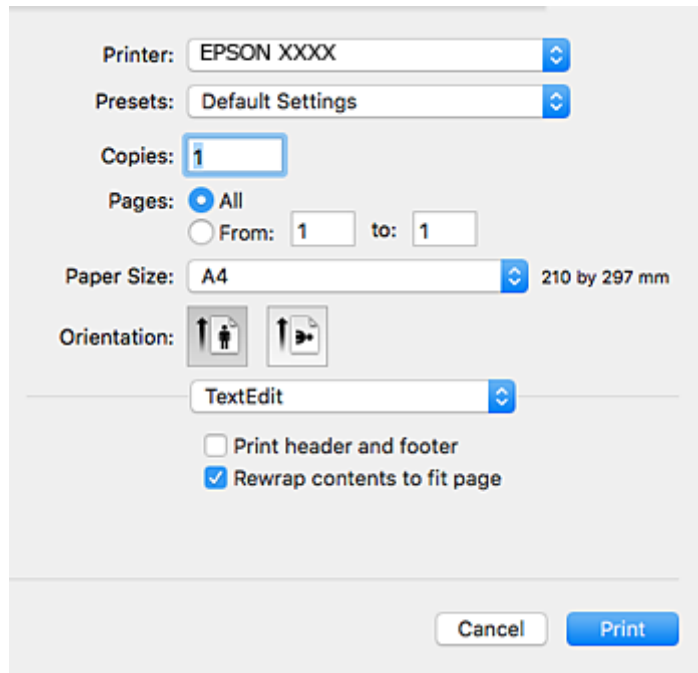 Printer: EPSON XXXX
Presets: Default Settings
Copies: 1
Pages: All
From: 1 to: 1
Paper Size: A4 210 by 297 mm
Orientation:
TextEdit
Print header and footer
Rewrap contents to fit page
Cancel Print